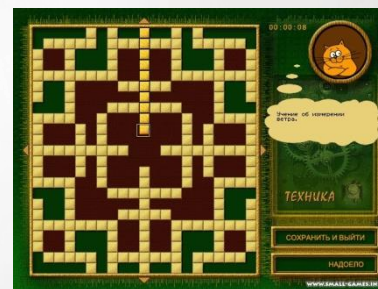 00:00:08
Учение об измерении
ветра.
ТЕХНИКА
СОХРАНИТЬ И ВЫЙТИ
НАДОЕЛО
WWW.SMALL-GAMES.IN